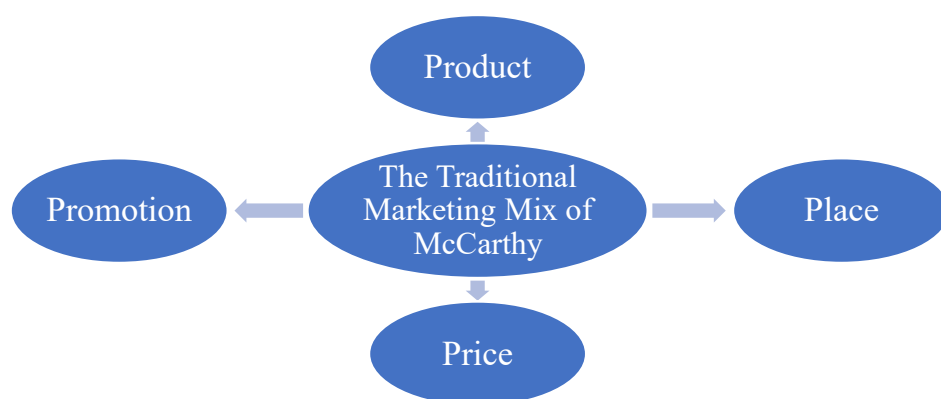 Product
Promotion
The Traditional
Marketing Mix of
McCarthy
Place
Price